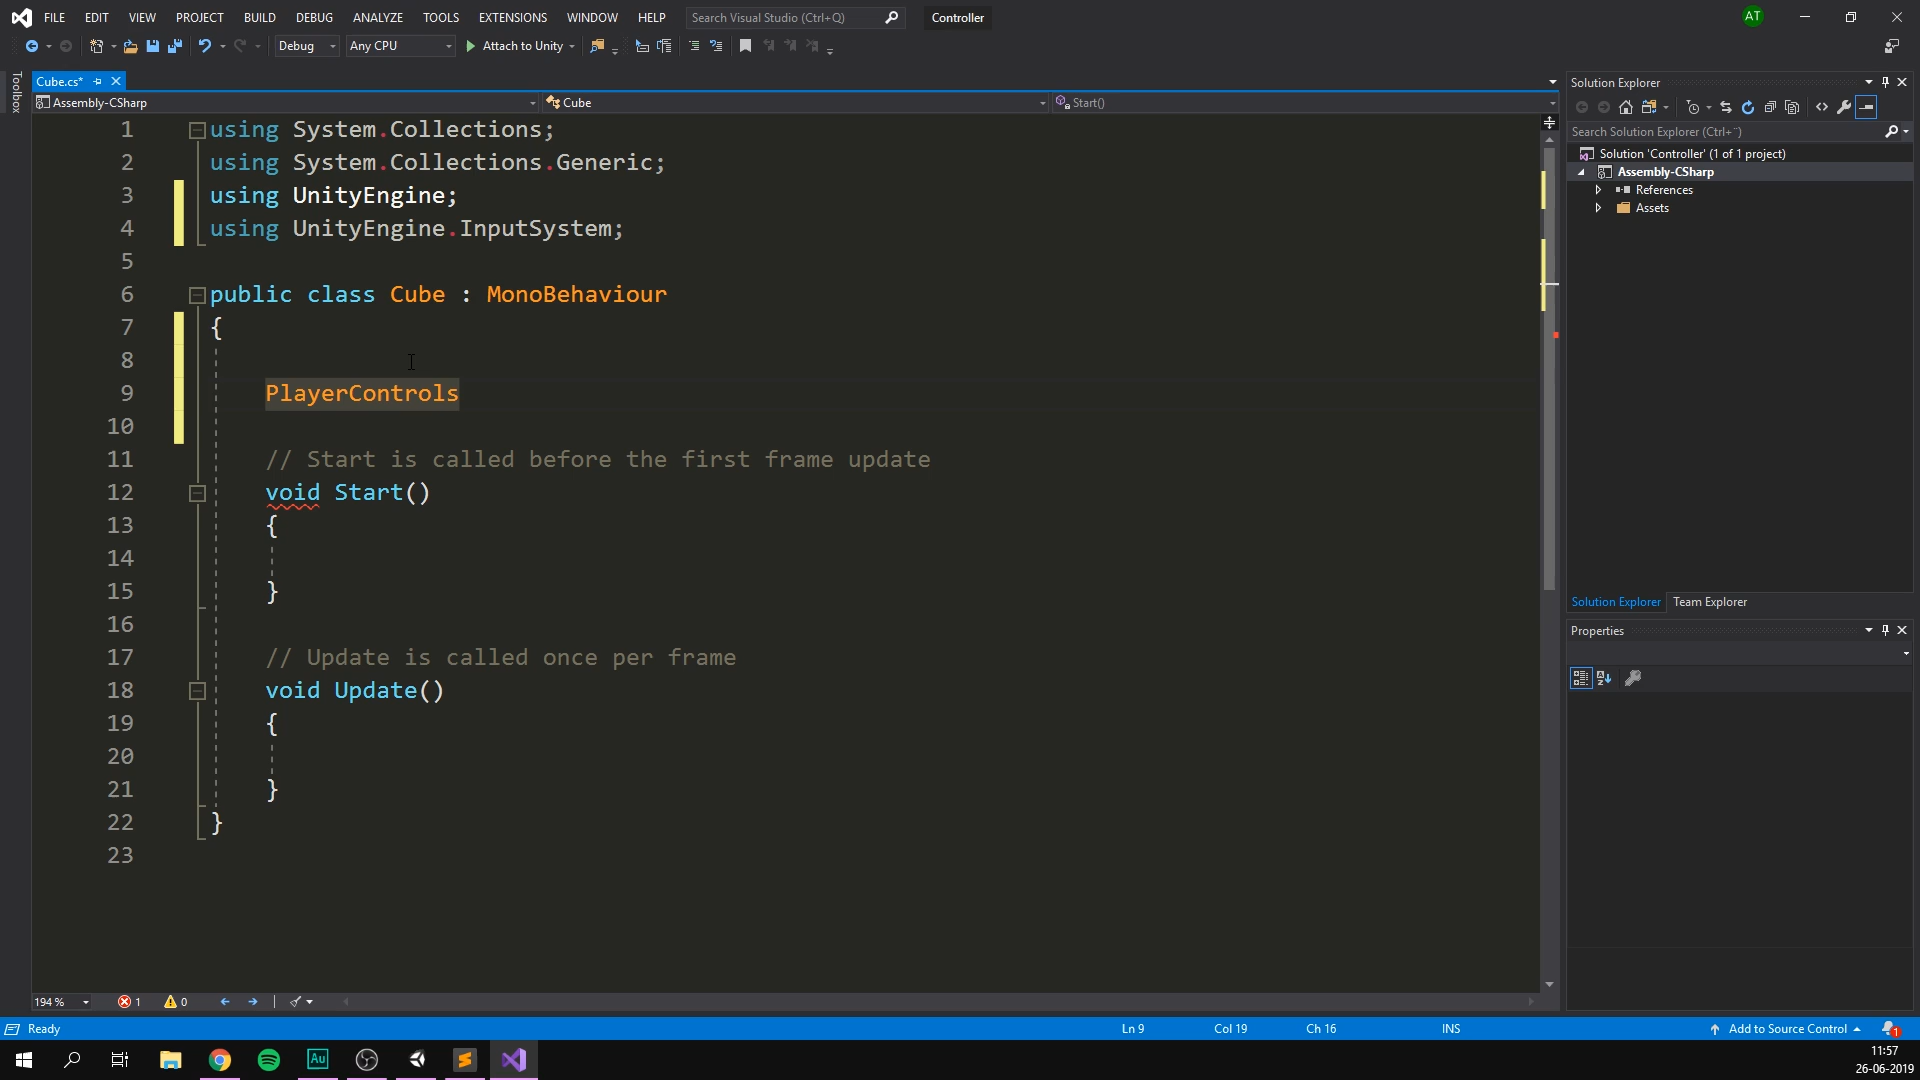 FILE EDIT VIEW PROJECT BUILD DEBUG ANALYZE TOOLS EXTENSIONS WINDOW HELP Search Visual Studio (Ctrl+Q) Controller AT
Debug Any CPU Attach to Unity
Toolbox
Cube.cs*
Assembly-CSharp Cube Start()
1 using System.Collections;
2 using System.Collections.Generic;
3 using UnityEngine;
4 using UnityEngine.InputSystem;
5
6 public class Cube : MonoBehaviour
7 {
8
9 PlayerControls
10
11 // Start is called before the first frame update
12 void Start()
13 {
14
15 }
16
17 // Update is called once per frame
18 void Update()
19 {
20
21 }
22 }
23
194 % 1 0
Solution Explorer
Search Solution Explorer (Ctrl+¨)
Solution 'Controller' (1 of 1 project)
Assembly-CSharp
References
Assets
Solution Explorer Team Explorer
Properties
Ready Ln 9 Col 19 Ch 16 INS Add to Source Control 1
Au S
11:57
26-06-2019